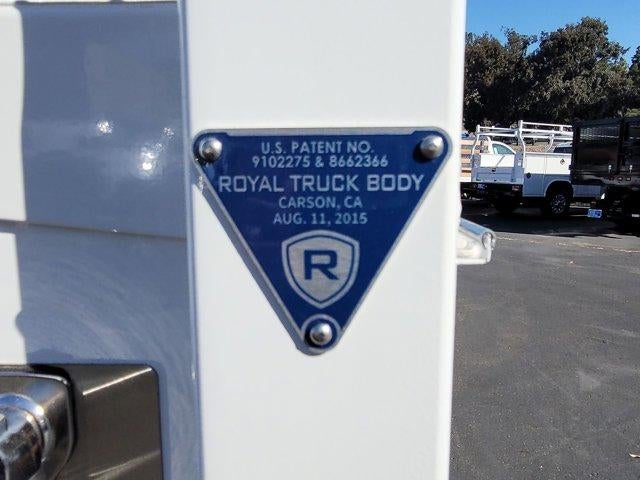 U.S. PATENT NO.
9102275 & 8662366
ROYAL TRUCK BODY
CARSON, CA
AUG. 11, 2015
R